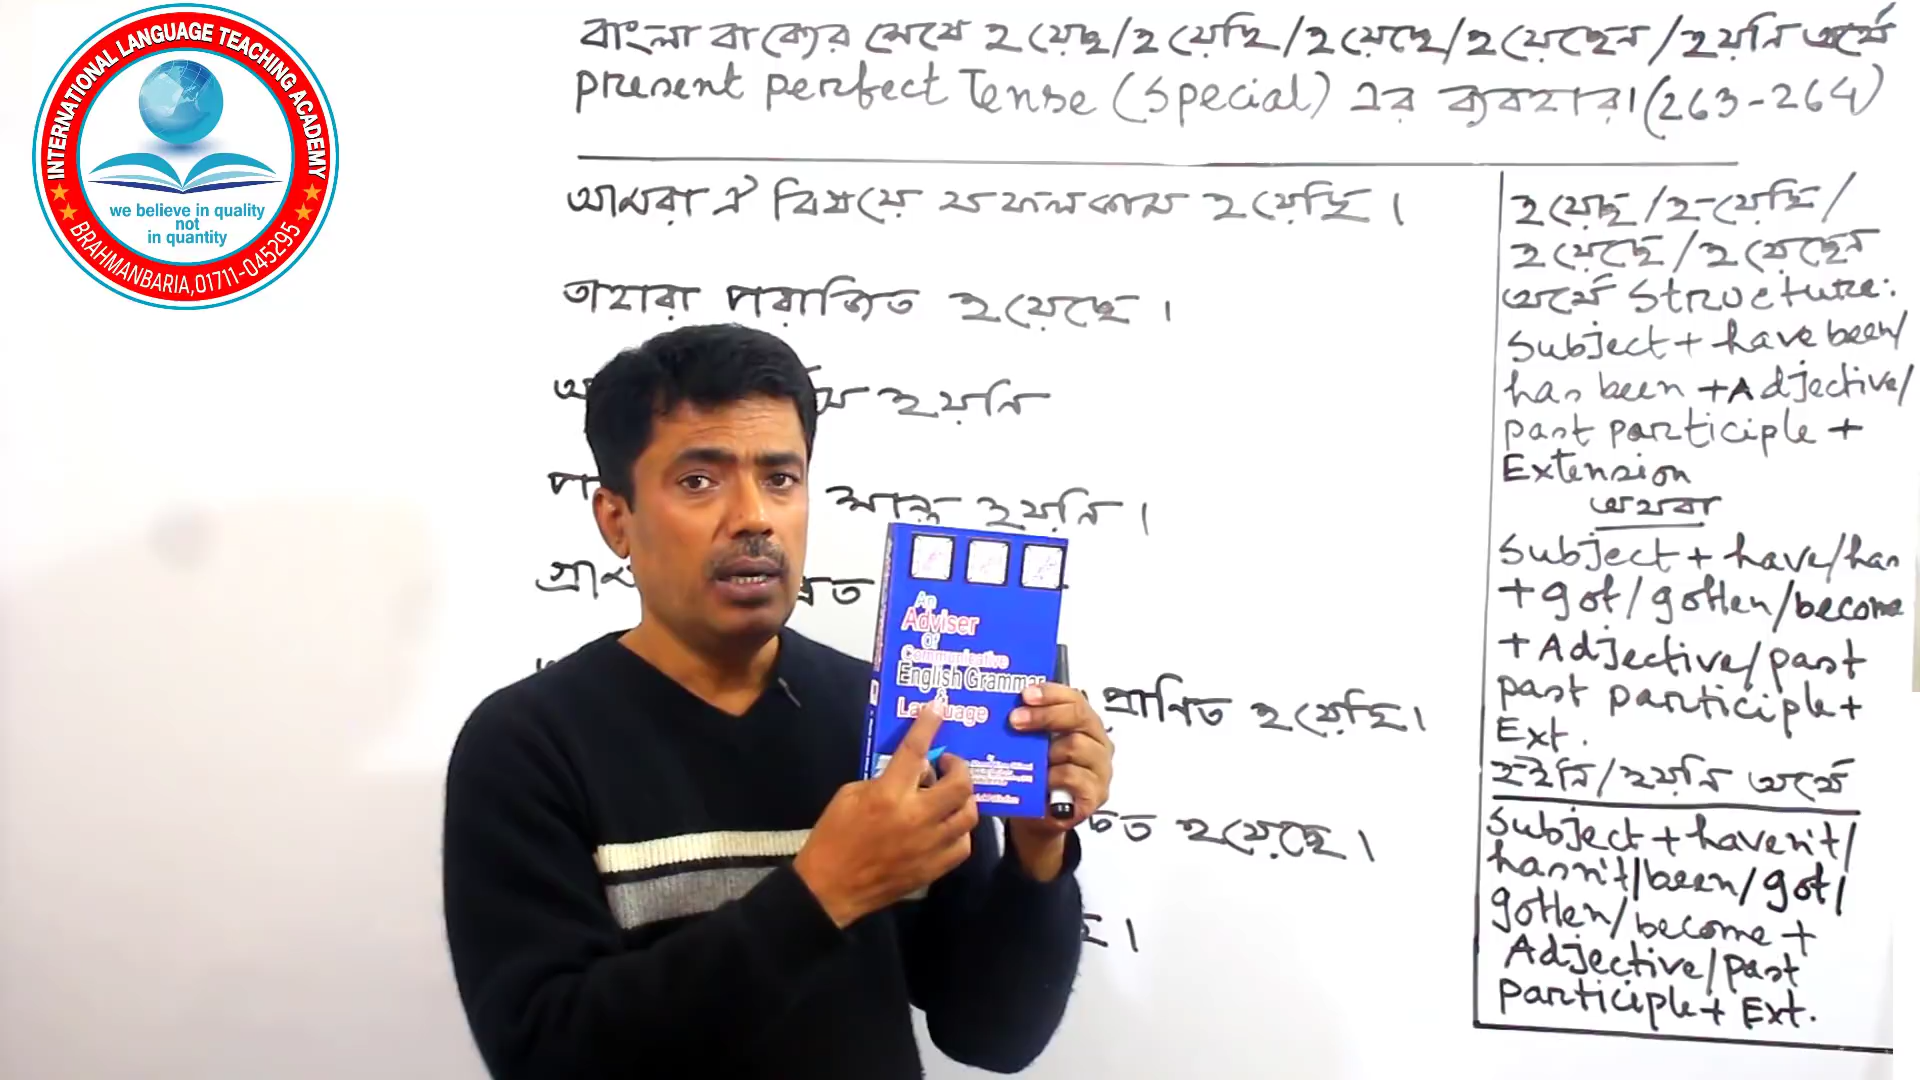 INTERNATIONAL LANGUAGE TEACHING ACADEMY
we believe in quality
not
in quantity
BRAHMANBARIA,01711-045295
বাংলা বাক্যের শেষে হয়েছ/হয়েছি/হয়েছে/হয়েছেন/হয়নি অর্থে
present perfect Tense (Special) এর ব্যবহার।(263-264)
আমরা ঐ বিষয়ে সফলকাম হয়েছি।
তাহারা পরাজিত হয়েছে।
হয়নি
শুরু হয়নি।
প্রাণিত হয়েছি।
হয়েছে।
হয়েছ/হয়েছি/
হয়েছে/হয়েছেন
অর্থে Structure:
Subject + have been/
has been + Adjective/
past participle +
Extension
অথবা
Subject + have/has
+ got/gotten/become
+ Adjective/past
past participle +
Ext.
হইনি/হয়নি অর্থে
Subject + haven't/
hasn't/been/got/
gotten/become +
Adjective/past
participle + Ext.
An
Adviser
Of
Communicative
English Grammar
&
Language
by